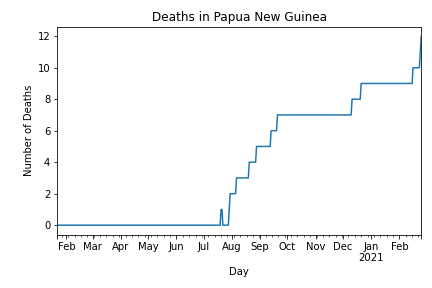 Deaths in Papua New Guinea
12
10
8
6
4
2
0
Number of Deaths
Feb Mar Apr May Jun Jul Aug Sep Oct Nov Dec Jan Feb
2021
Day